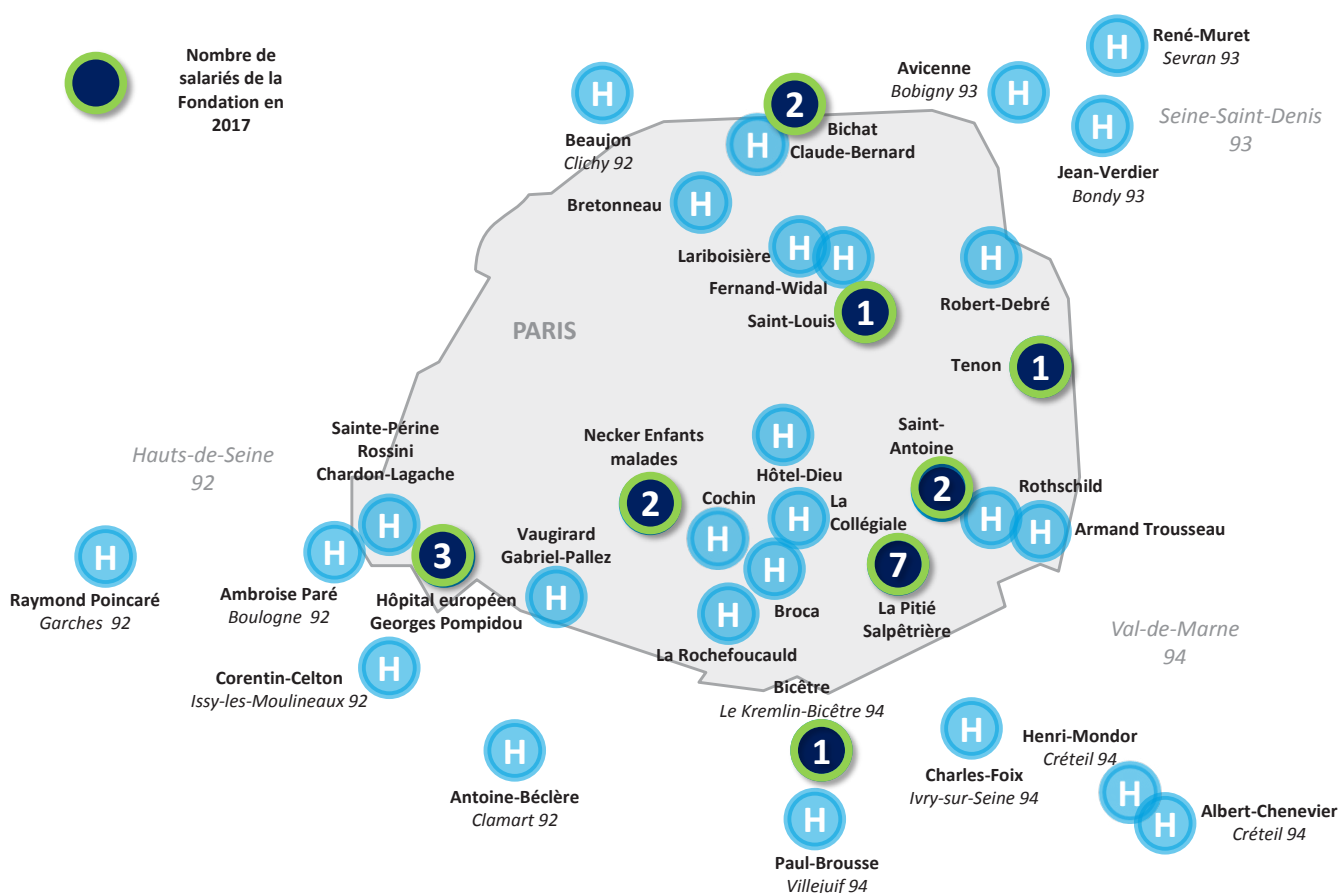 Nombre de
salariés de la
Fondation en
2017
René-Muret
Sevran 93
Avicenne
Bobigny 93
H
H
H
Seine-Saint-Denis
93
Jean-Verdier
Bondy 93
H
Beaujon
Clichy 92
2
Bichat
Claude-Bernard
H
Bretonneau
H
Lariboisière
H
H
Fernand-Widal
Saint-Louis
1
H
Robert-Debré
PARIS
Tenon
1
Hauts-de-Seine
92
Sainte-Périne
Rossini
Chardon-Lagache
H
Necker Enfants
malades
2
H
Hôtel-Dieu
Saint-
Antoine
2
Rothschild
H
H
Armand Trousseau
Cochin
H
H
La
Collégiale
Vaugirard
Gabriel-Pallez
H
H
Raymond Poincaré
Garches 92
H
Ambroise Paré
Boulogne 92
3
Hôpital européen
Georges Pompidou
H
Broca
7
La Pitié
Salpêtrière
H
La Rochefoucauld
Val-de-Marne
94
Corentin-Celton
Issy-les-Moulineaux 92
H
Bicêtre
Le Kremlin-Bicêtre 94
1
H
Antoine-Béclère
Clamart 92
H
Charles-Foix
Ivry-sur-Seine 94
Henri-Mondor
Créteil 94
H
H
Albert-Chenevier
Créteil 94
H
Paul-Brousse
Villejuif 94